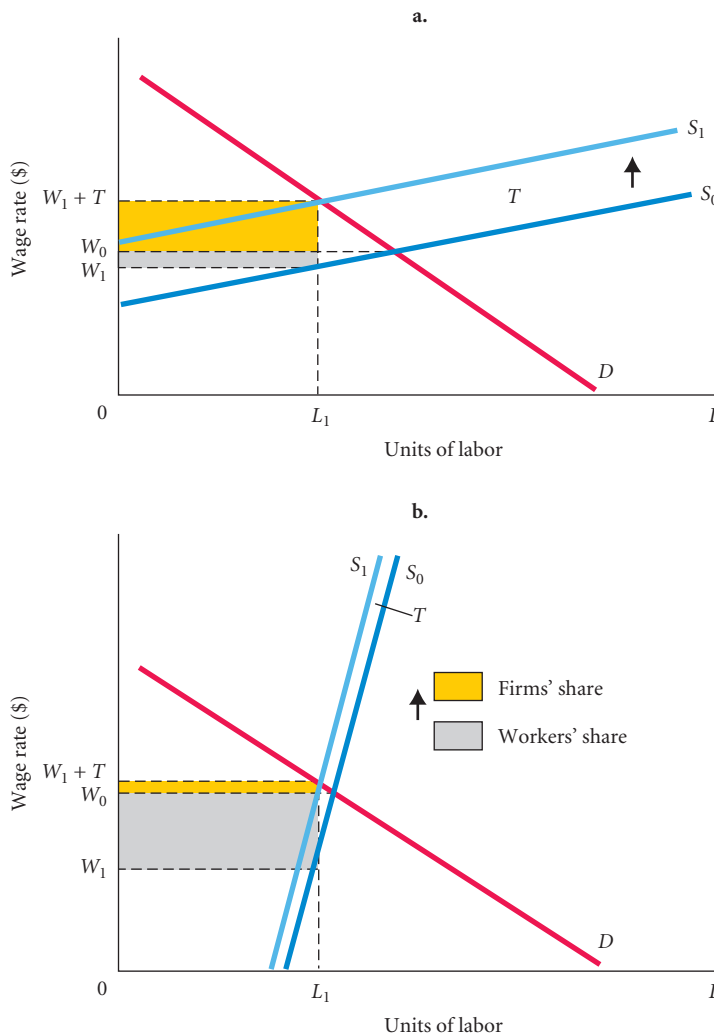 a.
Wage rate ($)
S1
T
S0
W1 + T
W0
W1
D
0
L1
Units of labor
b.
Wage rate ($)
S1
S0
T
Firms' share
Workers' share
W1 + T
W0
W1
D
0
L1
Units of labor